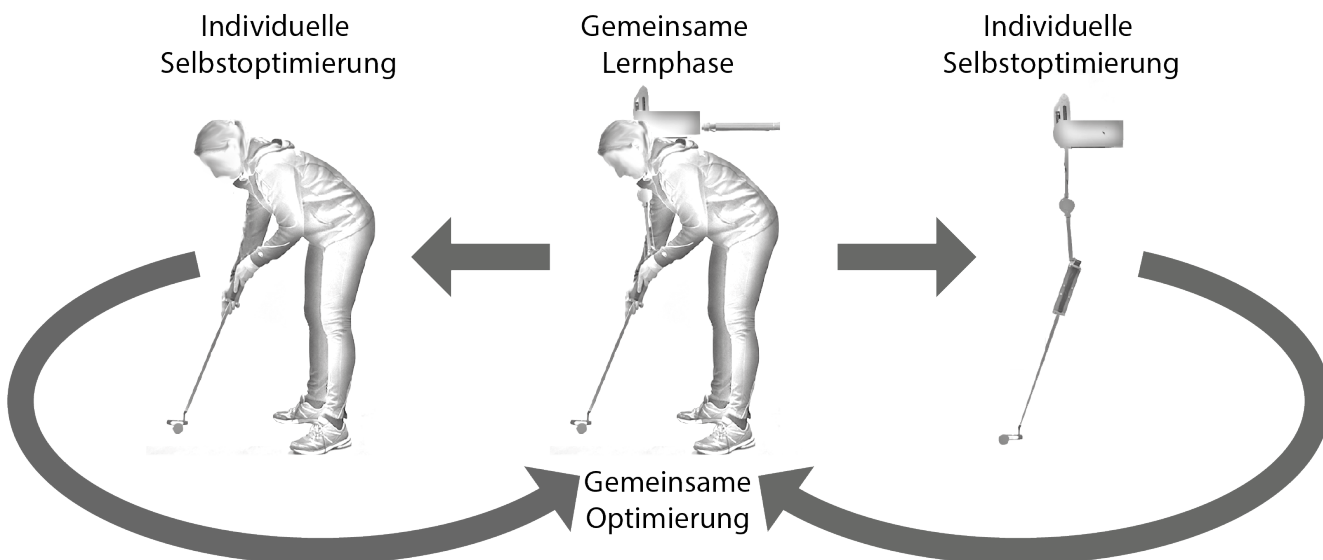 Individuelle
Selbstoptimierung
Gemeinsame
Lernphase
Individuelle
Selbstoptimierung
Gemeinsame
Optimierung